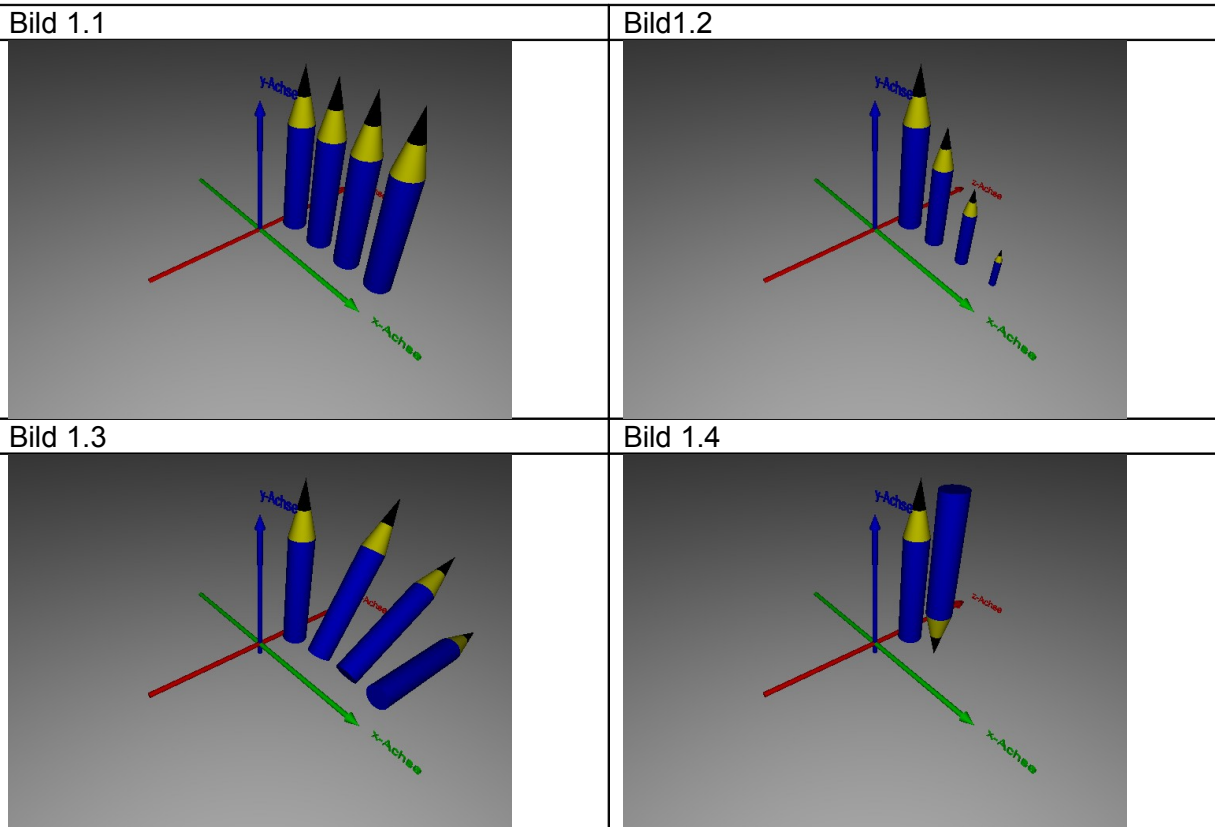 Bild 1.1
Bild1.2
y-Achse
x-Achse
y-Achse
z-Achse
x-Achse
Bild 1.3
Bild 1.4
y-Achse
Achse
x-Achse
y-Achse
z-Achse
x-Achse